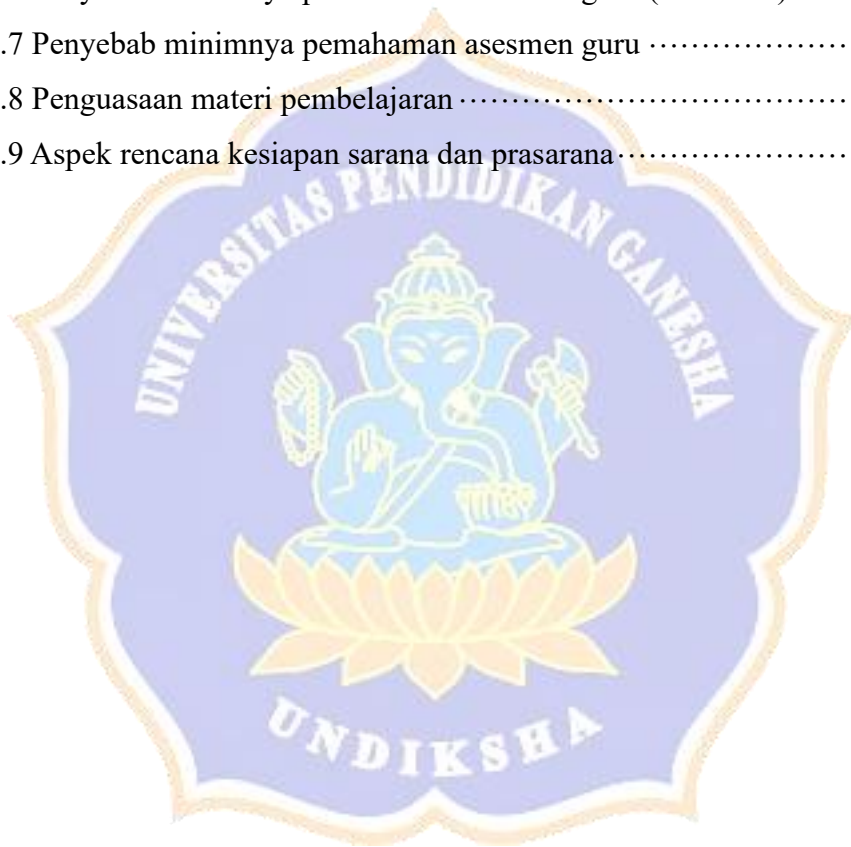 .7 Penyebab minimnya pemahaman asesmen guru ····················
.8 Penguasaan materi pembelajaran ·······································
.9 Aspek rencana kesiapan sarana dan prasarana ·······················
UNIVERSITAS PENDIDIKAN GANESHA
UNDIKSHA